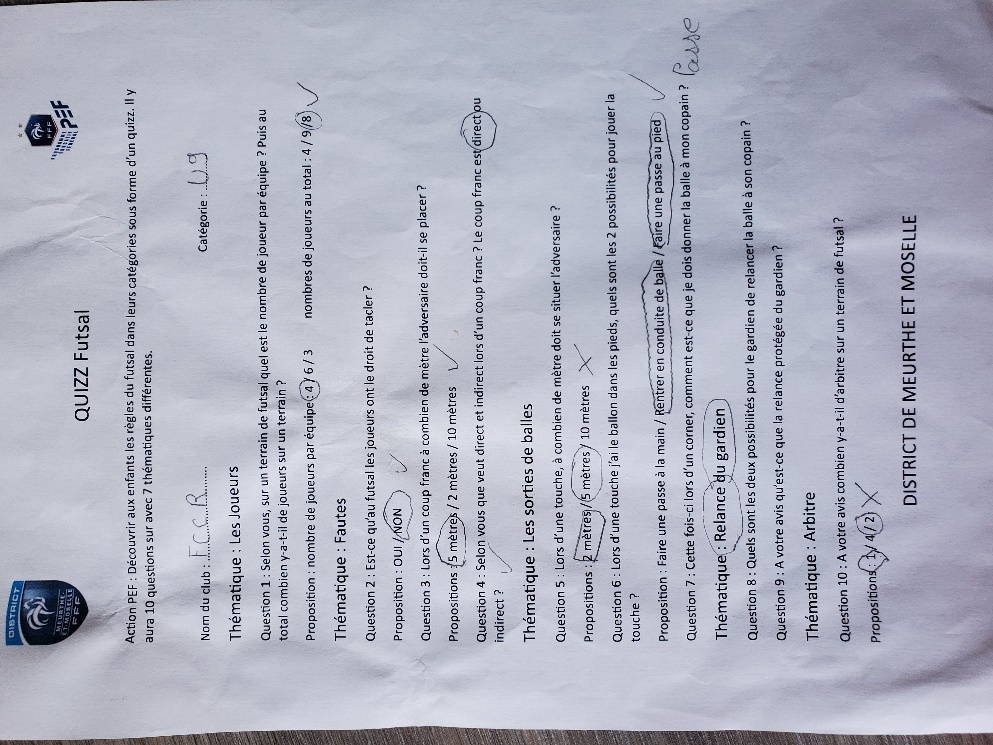 DISTRICT
MEURTHE-
ET-MOSELLE
FFF
FFF
PEF
QUIZZ Futsal
Action PEF : Découvrir aux enfants les règles du futsal dans leurs catégories sous forme d'un quizz. Il y
aura 10 questions sur avec 7 thématiques différentes.
Nom du club : F.C.C.R Catégorie : U9
Thématique : Les Joueurs
Question 1 : Selon vous, sur un terrain de futsal quel est le nombre de joueur par équipe ? Puis au
total combien y-a-t-il de joueurs sur un terrain ?
Proposition : nombre de joueurs par équipe : 4 / 6 / 3 nombres de joueurs au total : 4 / 9 / 8
Thématique : Fautes
Question 2 : Est-ce qu'au futsal les joueurs ont le droit de tacler ?
Proposition : OUI / NON
Question 3 : Lors d'un coup franc à combien de mètre l'adversaire doit-il se placer ?
Propositions : 5 mètres / 2 mètres / 10 mètres
Question 4 : Selon vous que veut direct et indirect lors d'un coup franc ? Le coup franc est direct ou
indirect ?
Thématique : Les sorties de balles
Question 5 : Lors d'une touche, à combien de mètre doit se situer l'adversaire ?
Propositions : 2 mètres / 5 mètres / 10 mètres
Question 6 : Lors d'une touche j'ai le ballon dans les pieds, quels sont les 2 possibilités pour jouer la
touche ?
Proposition : Faire une passe à la main / Rentrer en conduite de balle / Faire une passe au pied
Question 7 : Cette fois-ci lors d'un corner, comment est-ce que je dois donner la balle à mon copain ? Passe
Thématique : Relance du gardien
Question 8 : Quels sont les deux possibilités pour le gardien de relancer la balle à son copain ?
Question 9 : A votre avis qu'est-ce que la relance protégée du gardien ?
Thématique : Arbitre
Question 10 : A votre avis combien y-a-t-il d'arbitre sur un terrain de futsal ?
Propositions : 1 / 4 / 2
DISTRICT DE MEURTHE ET MOSELLE